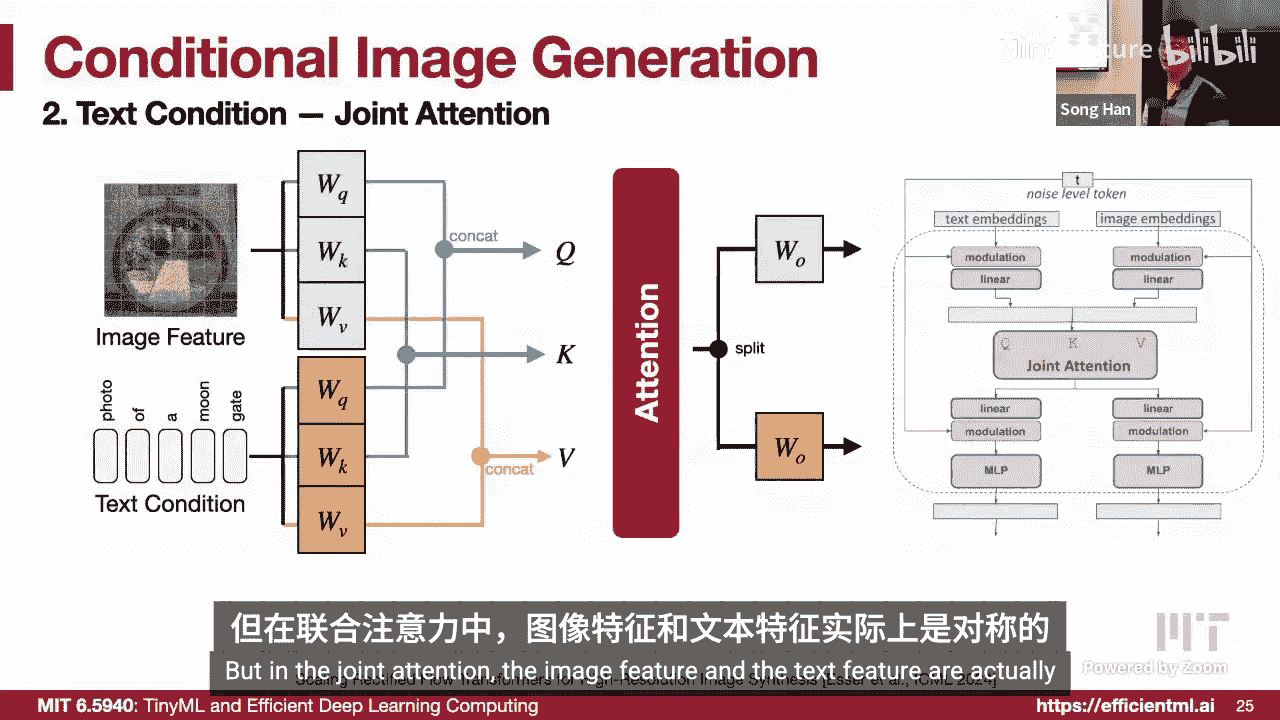 Conditional Image Generation
2. Text Condition — Joint Attention
bilibili
Song Han
Image Feature
photo
of
a
moon
gate
Text Condition
Wq
Wk
Wv
Wq
Wk
Wv
concat
concat
Q
K
V
Attention
split
Wo
Wo
t
noise level token
text embeddings
image embeddings
modulation
modulation
linear
linear
Q K V
Joint Attention
linear
linear
modulation
modulation
MLP
MLP
但在联合注意力中，图像特征和文本特征实际上是对称的
But in the joint attention, the image feature and the text feature are actually
MIT
Powered by Zoom
MIT 6.5940: TinyML and Efficient Deep Learning Computing
https://efficientml.ai
25